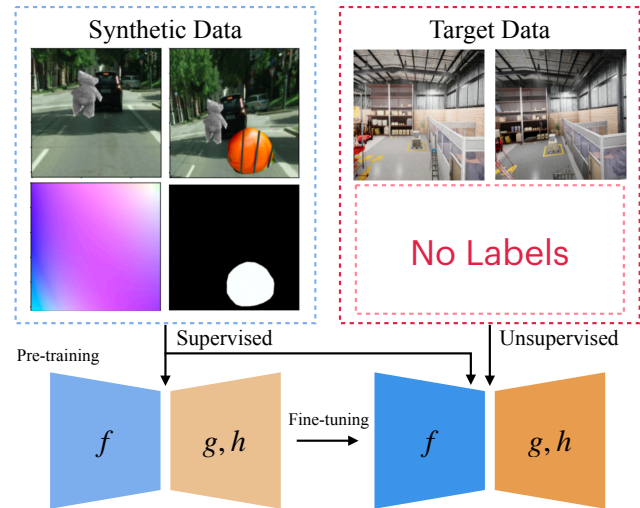 Synthetic Data
Target Data
No Labels
Supervised
Unsupervised
Pre-training
f
g, h
Fine-tuning
f
g, h